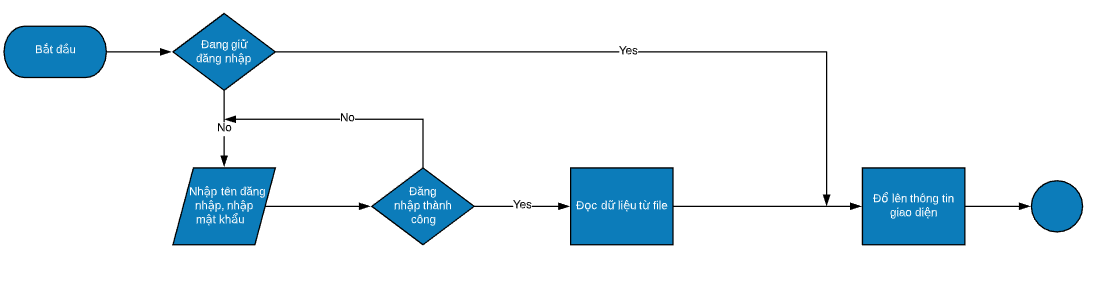 Bắt đầu
Đang giữ
đăng nhập
Yes
No
No
Nhập tên đăng
nhập, nhập
mật khẩu
Đăng
nhập thành
công
Yes
Đọc dữ liệu từ file
Đổ lên thông tin
giao diện